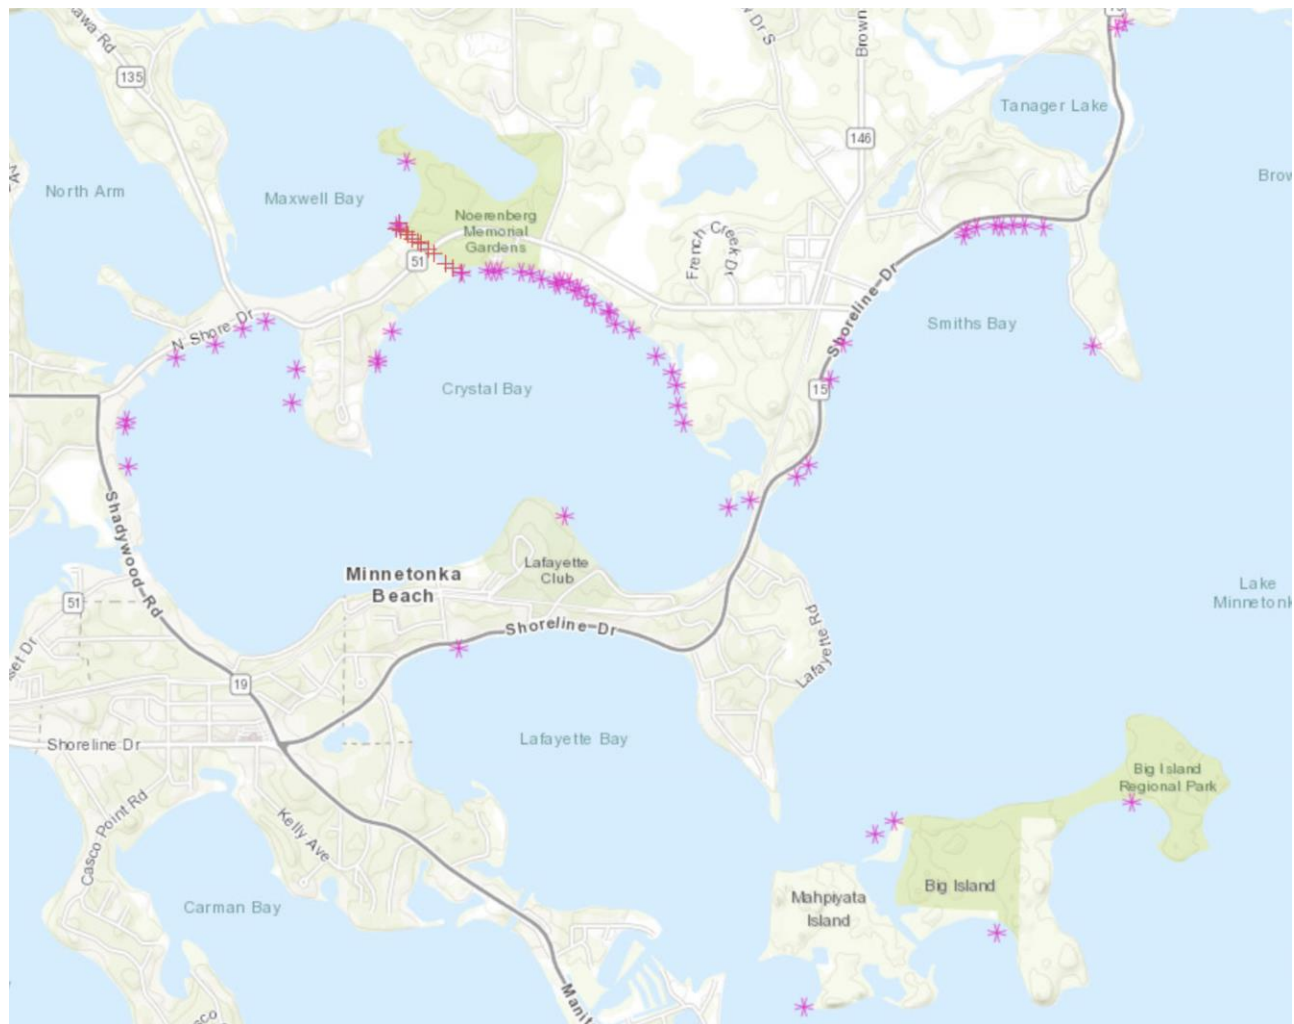 135
146
Tanager Lake
North Arm
Maxwell Bay
Noerenberg
Memorial
Gardens
51
French
Creek Dr
N Shore Dr
Shoreline Dr
Smiths Bay
15
Crystal Bay
Shadywood Rd
Minnetonka
Beach
Lafayette
Club
51
Shoreline Dr
Lafayette Rd
Lake
19
Shoreline Dr
Lafayette Bay
Big Island
Regional Park
Casco Point Rd
Kelly Ave
Carman Bay
Big Island
Mahpiyata
Island